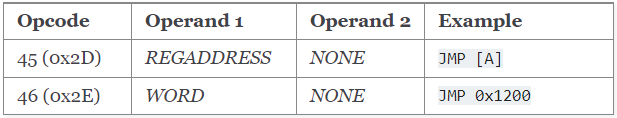 Opcode Operand 1 Operand 2 Example
45 (0x2D) REGADDRESS NONE JMP [A]
46 (0x2E) WORD NONE JMP 0x1200